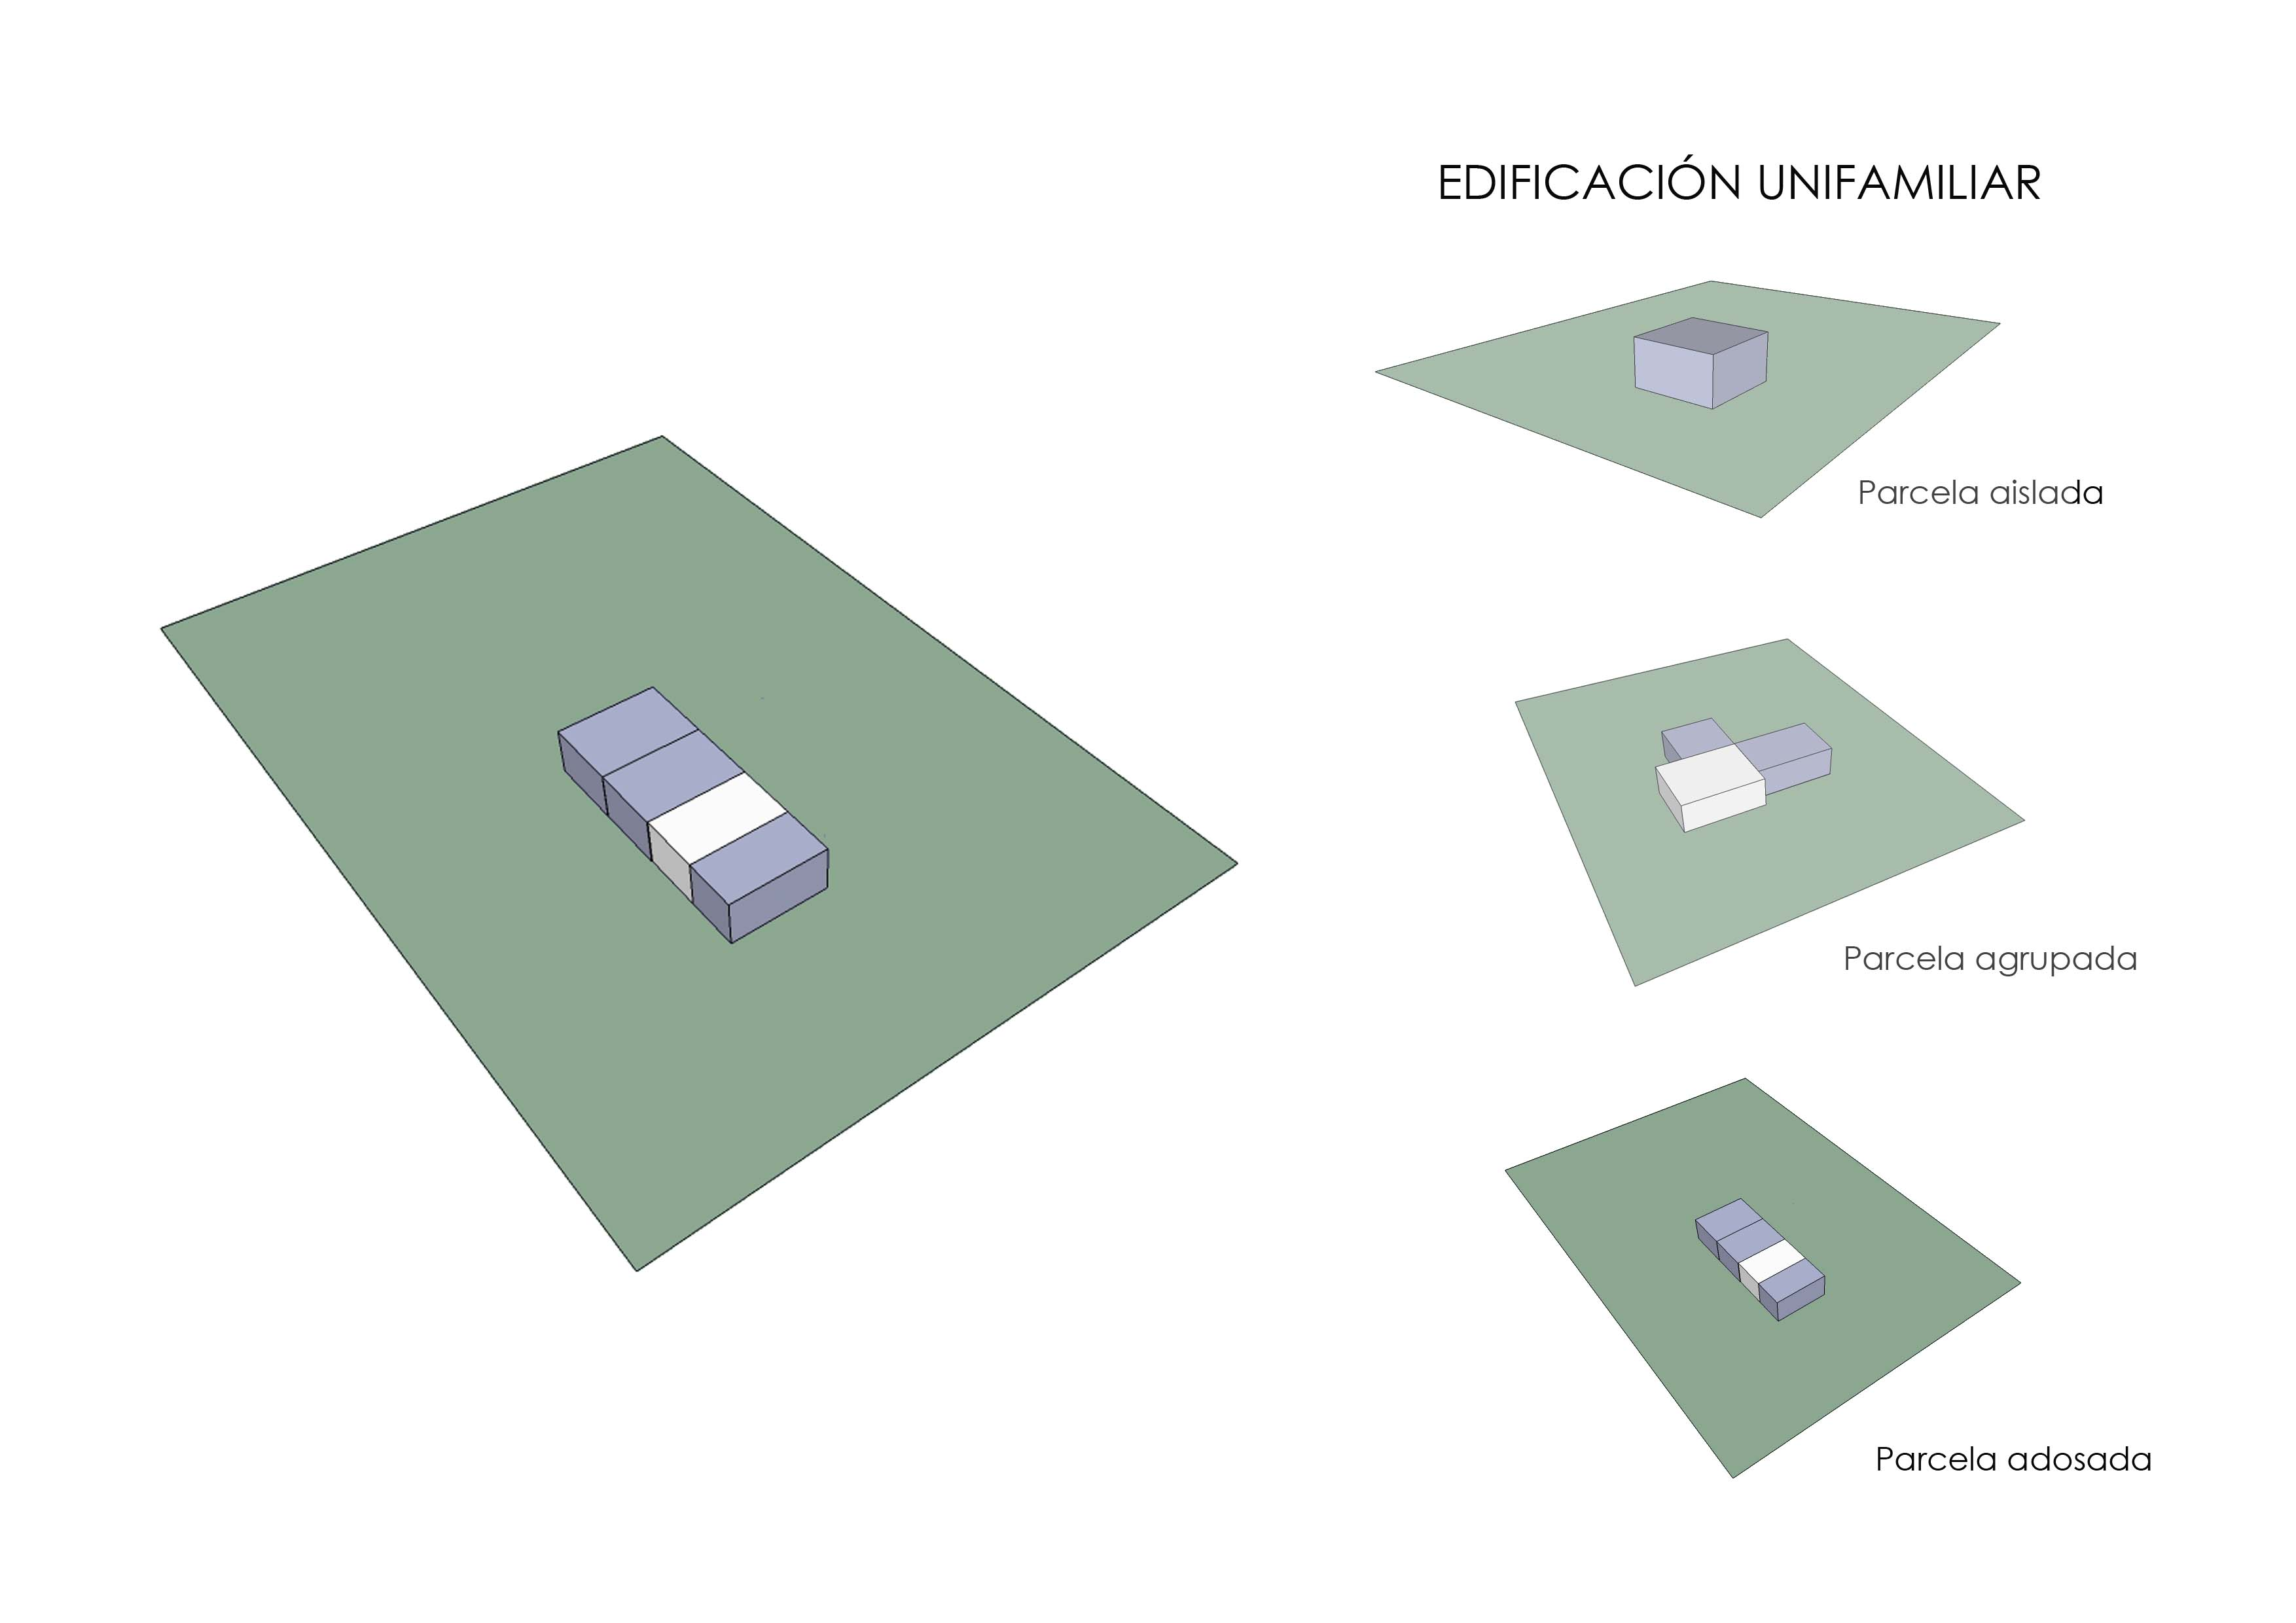 EDIFICACIÓN UNIFAMILIAR
Parcela aislada
Parcela agrupada
Parcela adosada